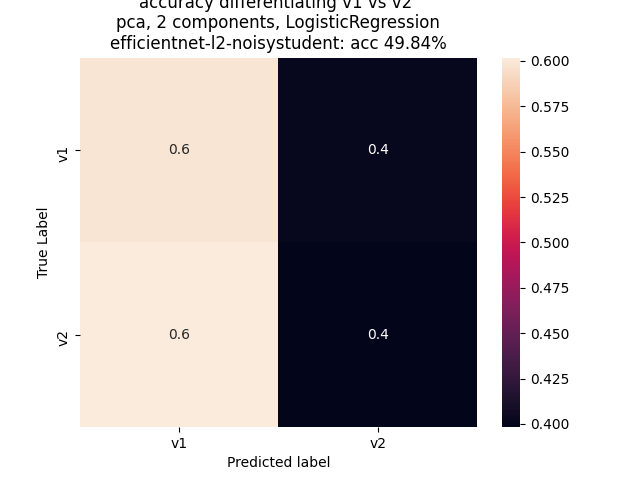 accuracy differentiating v1 vs v2
pca, 2 components, LogisticRegression
efficientnet-l2-noisystudent: acc 49.84%
0.600
0.575
0.550
0.525
0.500
0.475
0.450
0.425
0.400
True Label
v1
0.6
0.4
v2
0.6
0.4
v1
v2
Predicted label